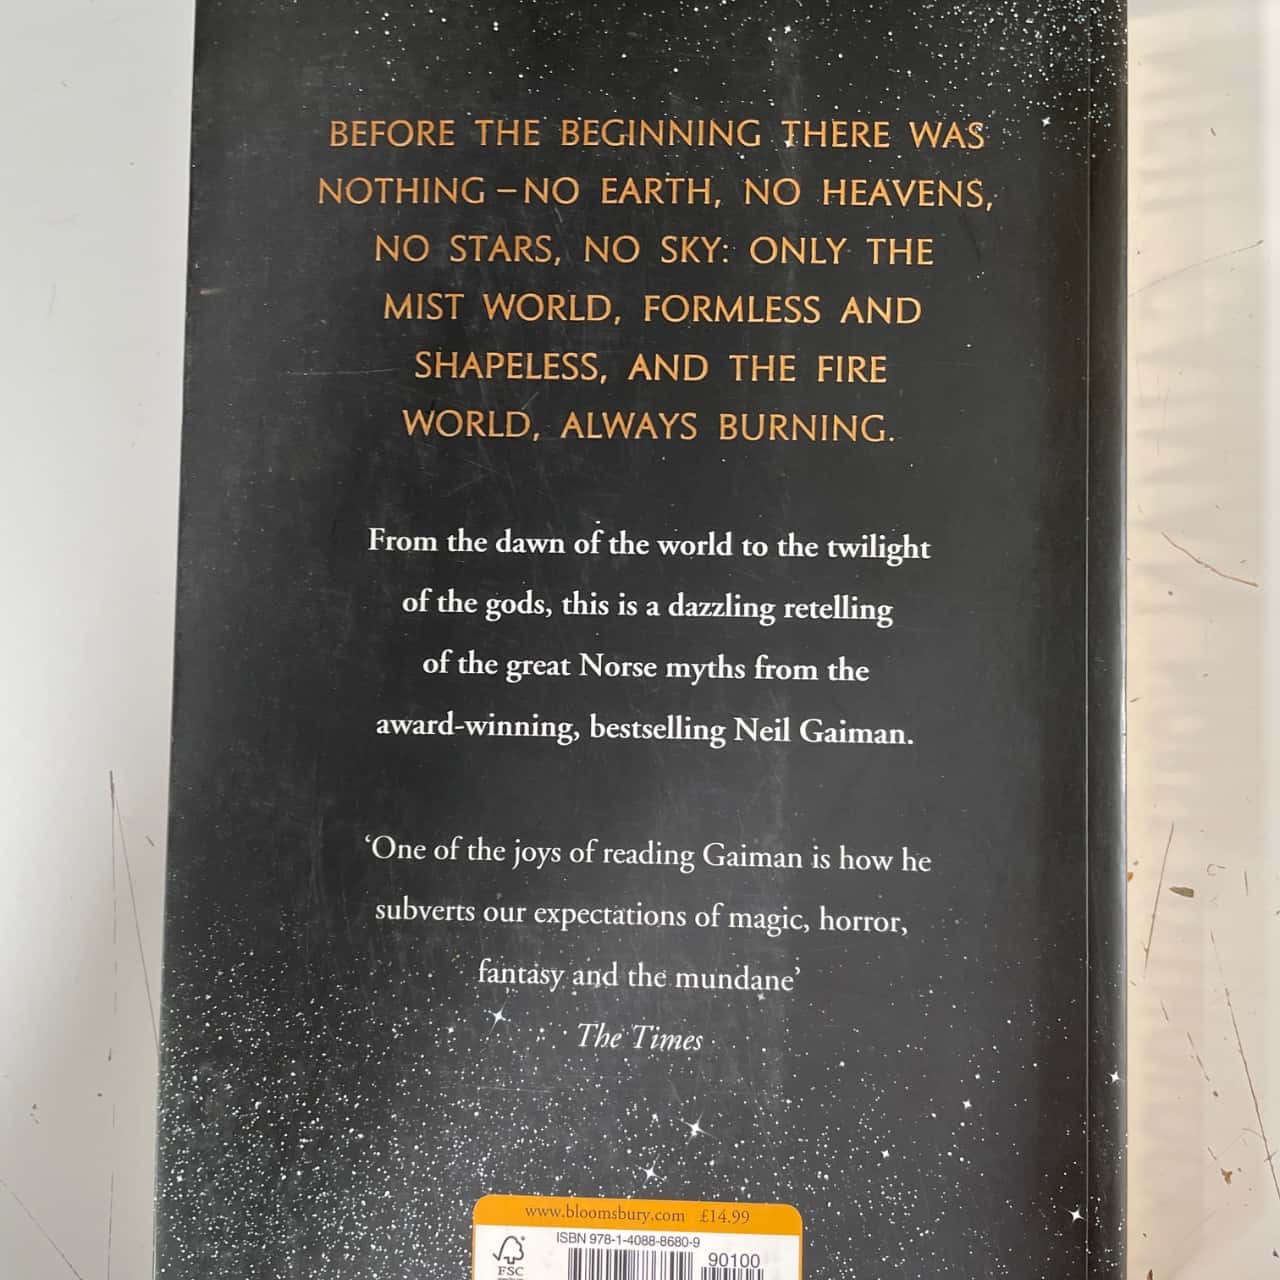 BEFORE THE BEGINNING THERE WAS
NOTHING – NO EARTH, NO HEAVENS,
NO STARS, NO SKY: ONLY THE
MIST WORLD, FORMLESS AND
SHAPELESS, AND THE FIRE
WORLD, ALWAYS BURNING.
From the dawn of the world to the twilight
of the gods, this is a dazzling retelling
of the great Norse myths from the
award-winning, bestselling Neil Gaiman.
‘One of the joys of reading Gaiman is how he
subverts our expectations of magic, horror,
fantasy and the mundane’
The Times
www.bloomsbury.com £14.99
ISBN 978-1-4088-8680-9
90100
FSC